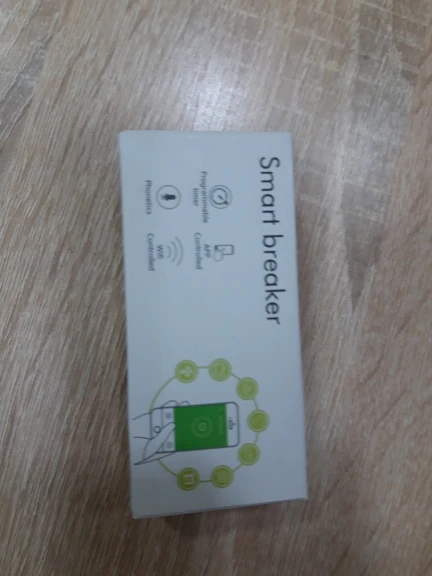 Smart breaker
Programmable
timer
APP
Controlled
Phonetics
Wifi
Controlled